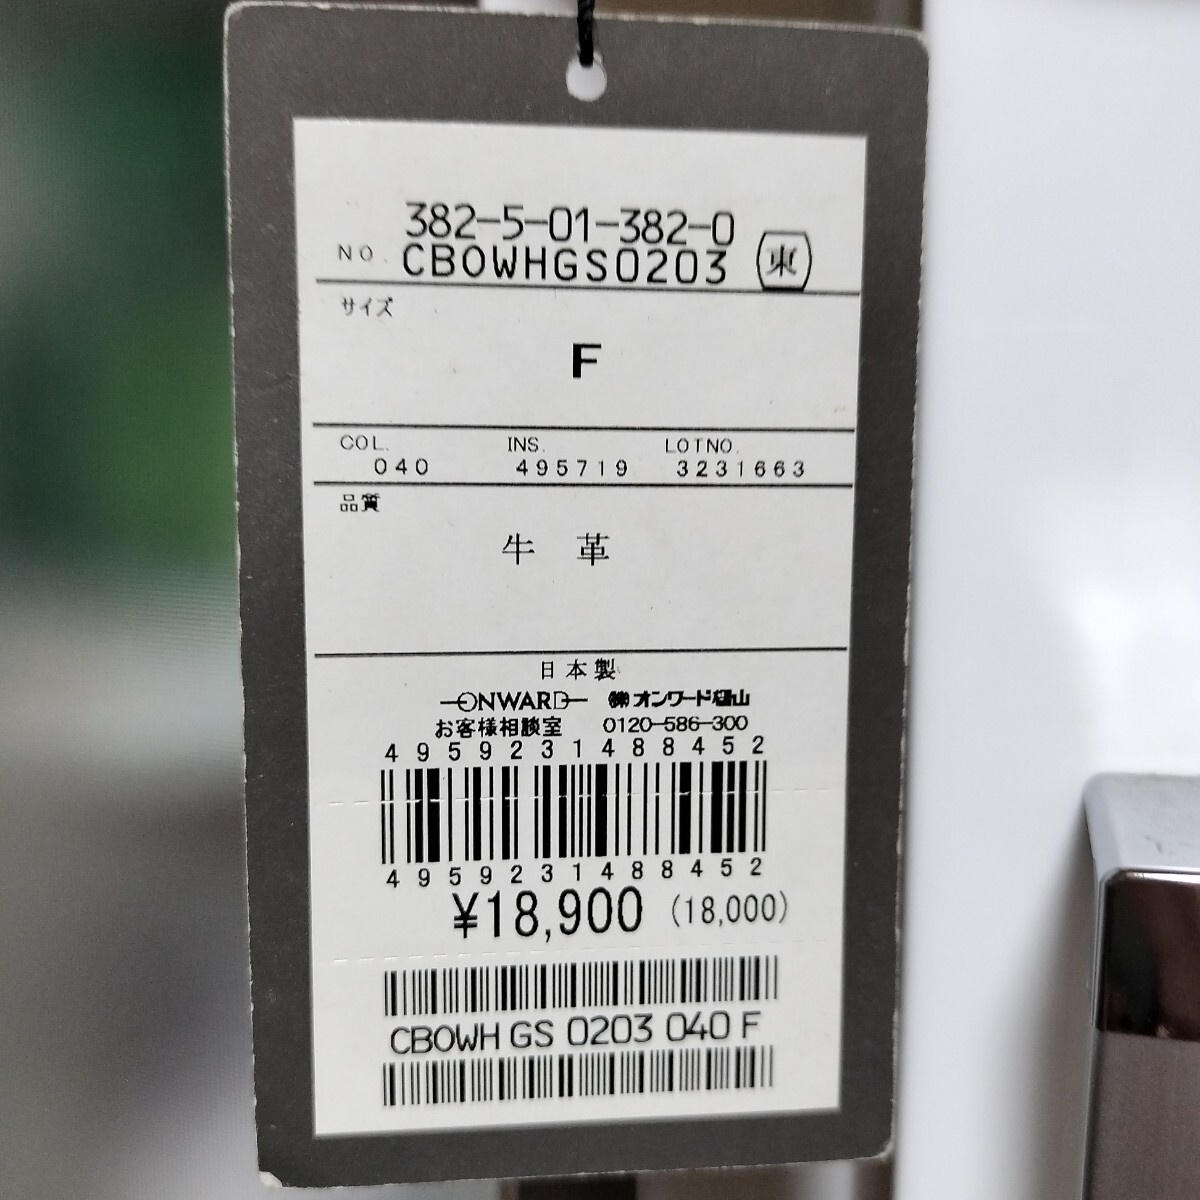 382-5-01-382-0
NO. CBOWHGS0203 東
サイズ
F
COL. INS. LOTNO.
040 495719 3231663
品質
牛 革
日本製
ONWARD ㈱オンワード樫山
お客様相談室 0120-586-300
4959231488452
4959231488452
¥18,900 (18,000)
CBOWH GS 0203 040 F